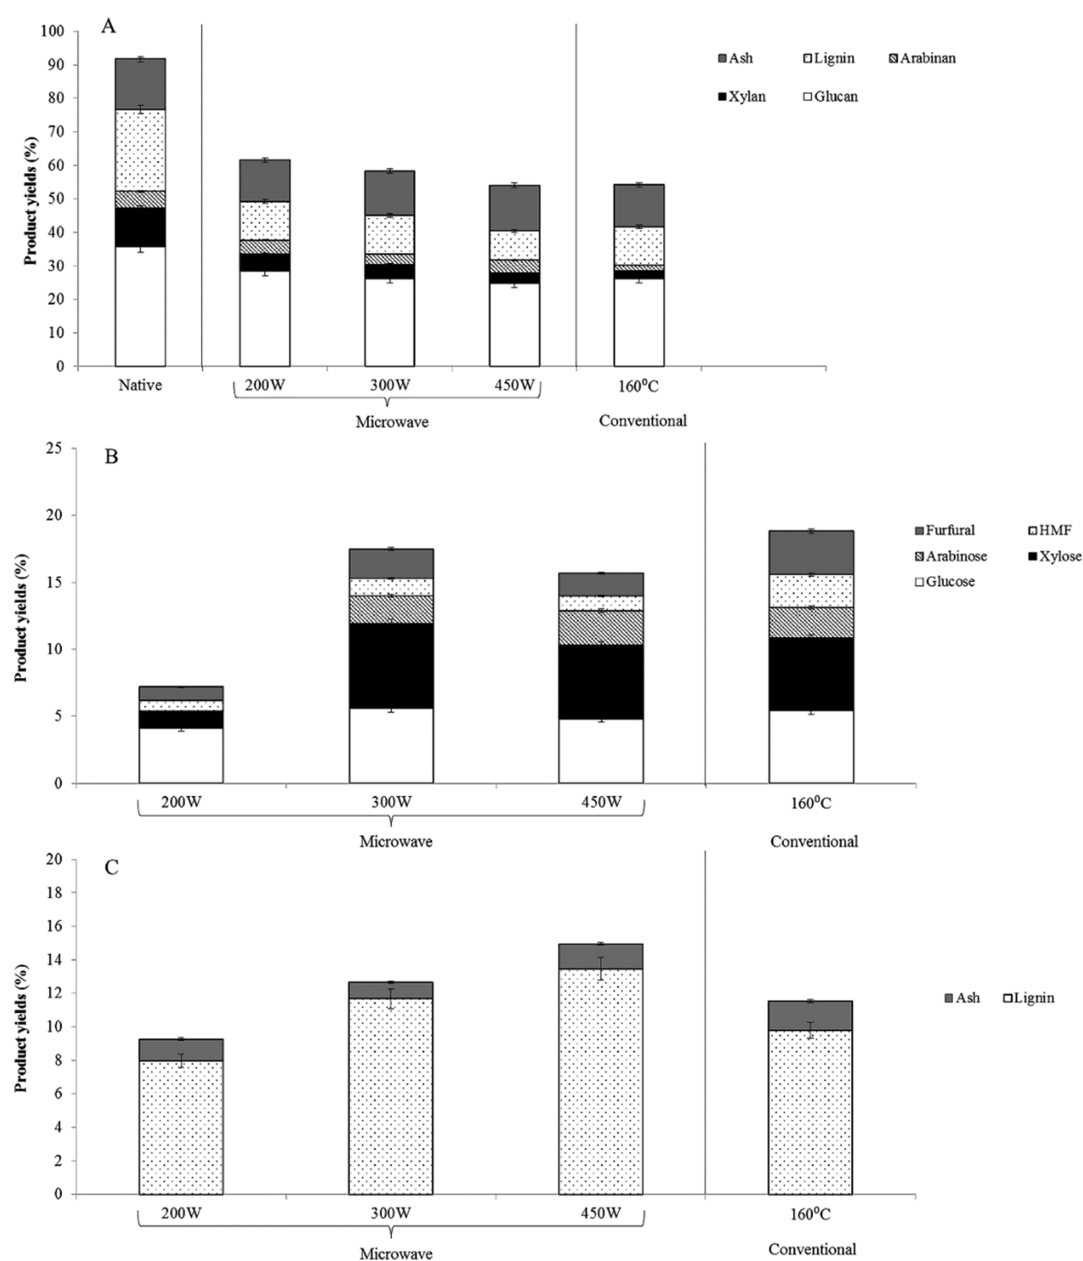 A
Product yields (%)
100
90
80
70
60
50
40
30
20
10
0
Ash Lignin Arabinan
Xylan Glucan
Native 200W 300W 450W 160⁰C
Microwave Conventional
B
Product yields (%)
25
20
15
10
5
0
Furfural HMF
Arabinose Xylose
Glucose
200W 300W 450W 160⁰C
Microwave Conventional
C
Product yields (%)
20
18
16
14
12
10
8
6
4
2
0
Ash Lignin
200W 300W 450W 160⁰C
Microwave Conventional